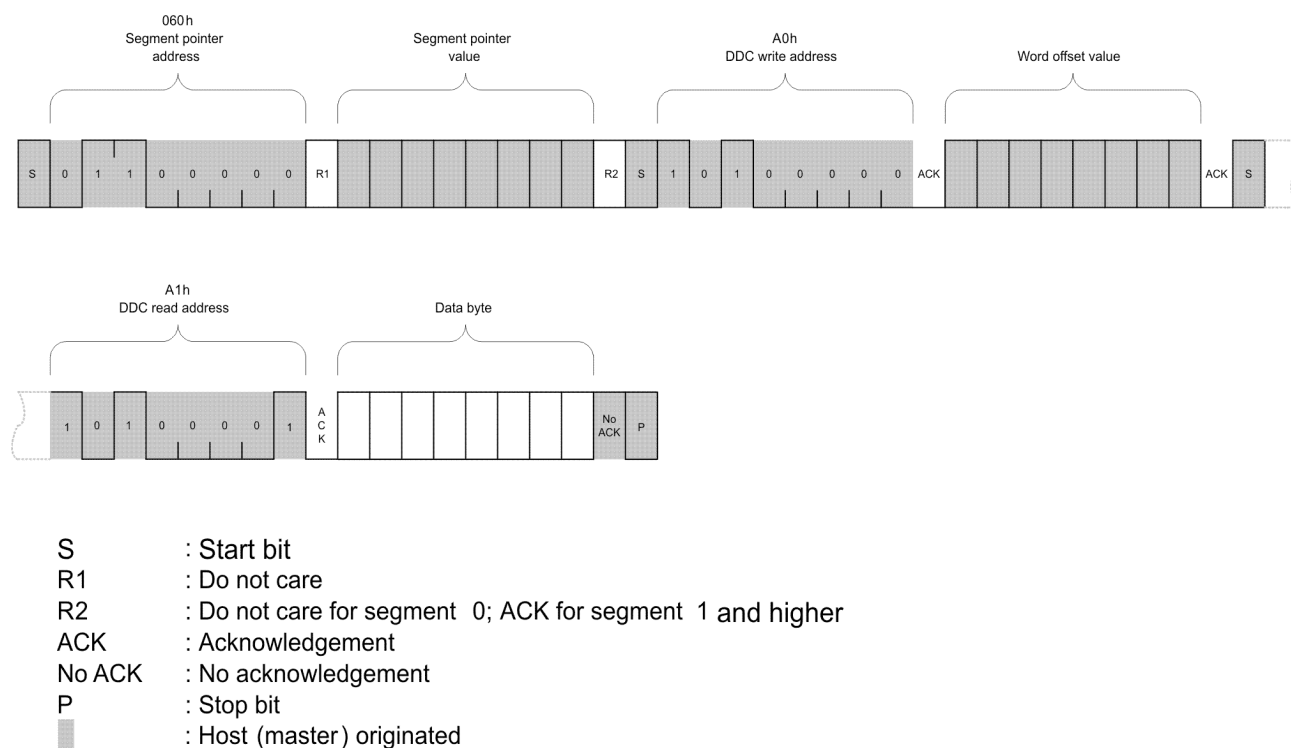 060h
Segment pointer
address
Segment pointer
value
A0h
DDC write address
Word offset value
S 0 1 1 0 0 0 0 0 R1 R2 S 1 0 1 0 0 0 0 0 ACK ACK S
A1h
DDC read address
Data byte
1 0 1 0 0 0 0 1 A C K No ACK P
S : Start bit
R1 : Do not care
R2 : Do not care for segment 0; ACK for segment 1 and higher
ACK : Acknowledgement
No ACK : No acknowledgement
P : Stop bit
: Host (master) originated